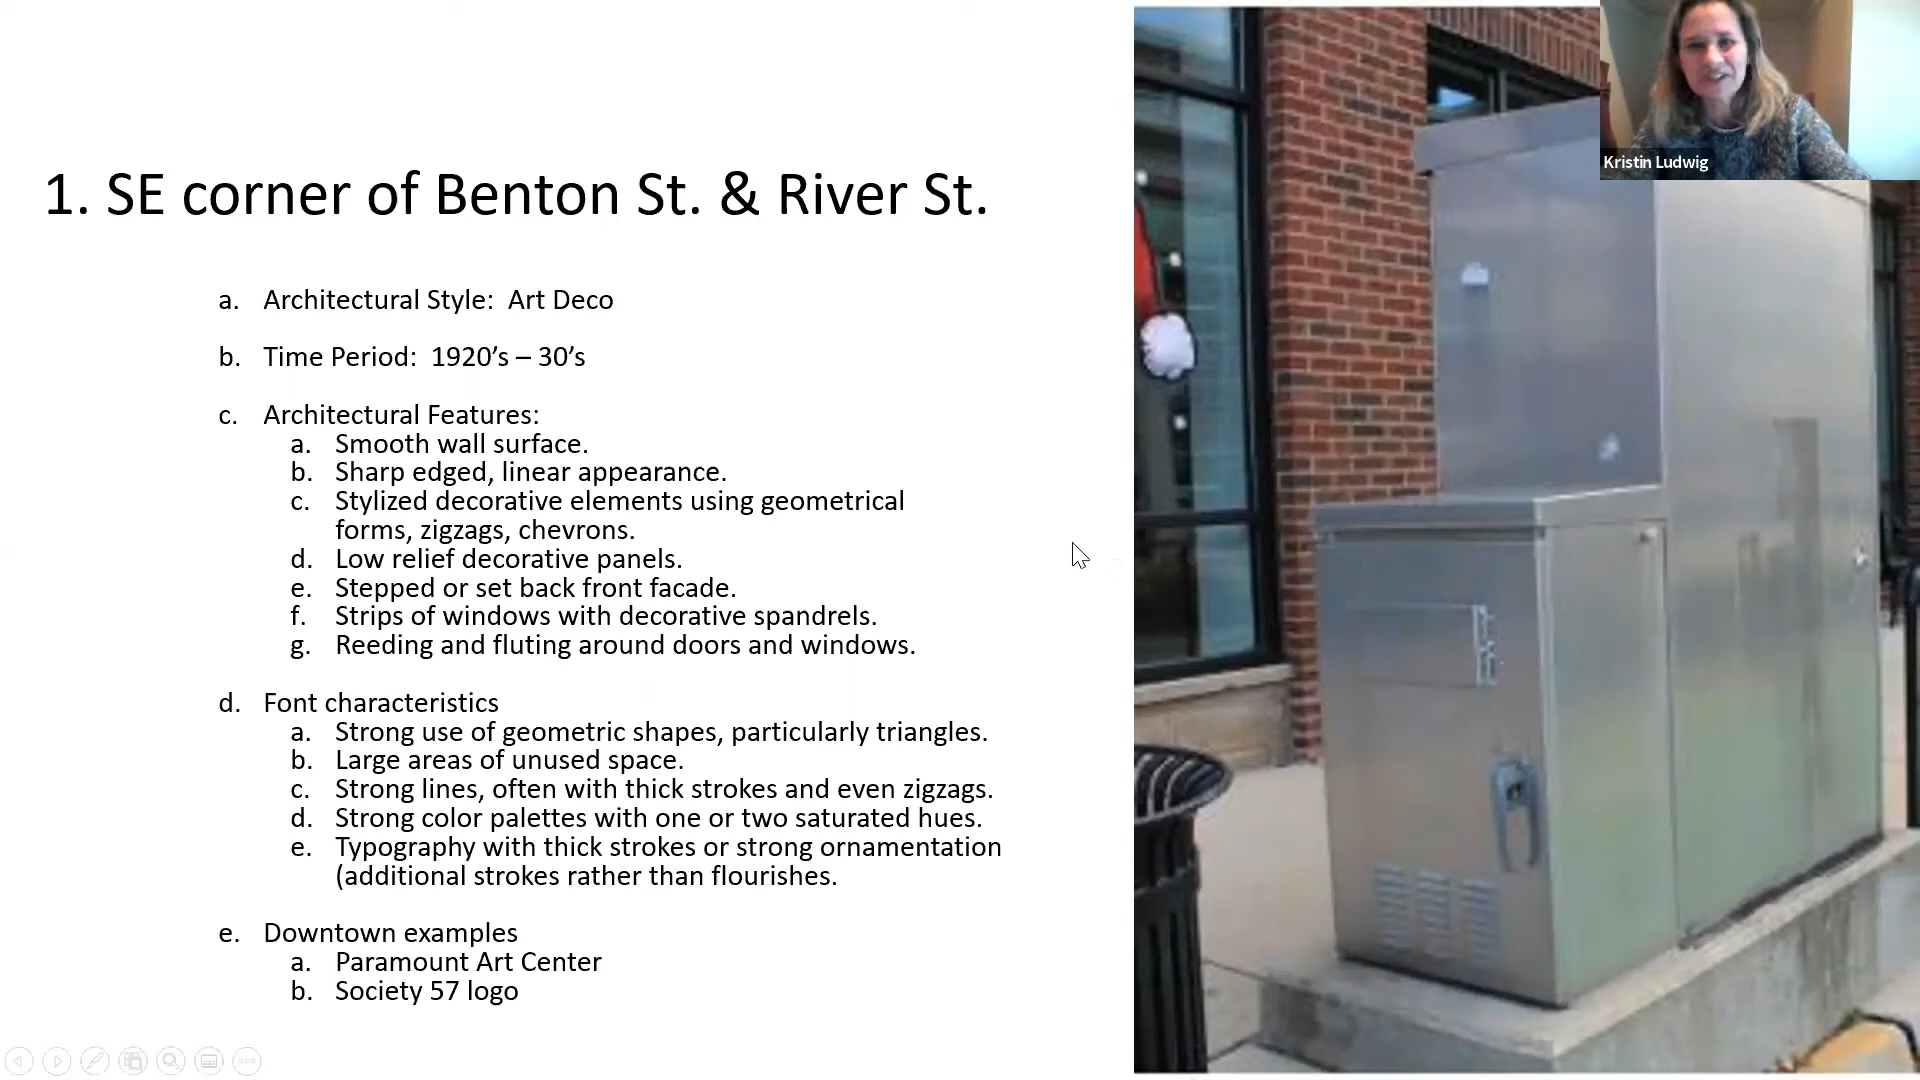 1. SE corner of Benton St. & River St.
Kristin Ludwig
a. Architectural Style: Art Deco
b. Time Period: 1920’s – 30’s
c. Architectural Features:
a. Smooth wall surface.
b. Sharp edged, linear appearance.
c. Stylized decorative elements using geometrical
forms, zigzags, chevrons.
d. Low relief decorative panels.
e. Stepped or set back front facade.
f. Strips of windows with decorative spandrels.
g. Reeding and fluting around doors and windows.
d. Font characteristics
a. Strong use of geometric shapes, particularly triangles.
b. Large areas of unused space.
c. Strong lines, often with thick strokes and even zigzags.
d. Strong color palettes with one or two saturated hues.
e. Typography with thick strokes or strong ornamentation
(additional strokes rather than flourishes.
e. Downtown examples
a. Paramount Art Center
b. Society 57 logo